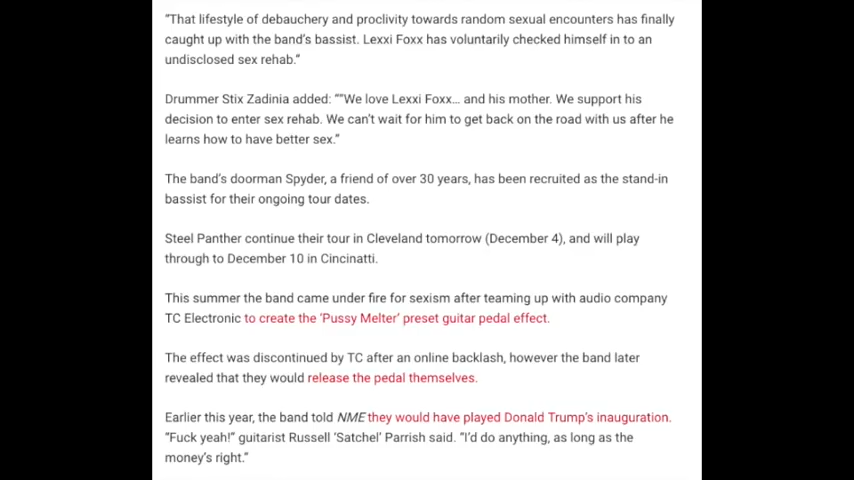 “That lifestyle of debauchery and proclivity towards random sexual encounters has finally
caught up with the band’s bassist. Lexxi Foxx has voluntarily checked himself in to an
undisclosed sex rehab.”
Drummer Stix Zadinia added: “”We love Lexxi Foxx… and his mother. We support his
decision to enter sex rehab. We can’t wait for him to get back on the road with us after he
learns how to have better sex.”
The band’s doorman Spyder, a friend of over 30 years, has been recruited as the stand-in
bassist for their ongoing tour dates.
Steel Panther continue their tour in Cleveland tomorrow (December 4), and will play
through to December 10 in Cincinatti.
This summer the band came under fire for sexism after teaming up with audio company
TC Electronic to create the ‘Pussy Melter’ preset guitar pedal effect.
The effect was discontinued by TC after an online backlash, however the band later
revealed that they would release the pedal themselves.
Earlier this year, the band told NME they would have played Donald Trump’s inauguration.
“Fuck yeah!” guitarist Russell ‘Satchel’ Parrish said. “I’d do anything, as long as the
money’s right.”